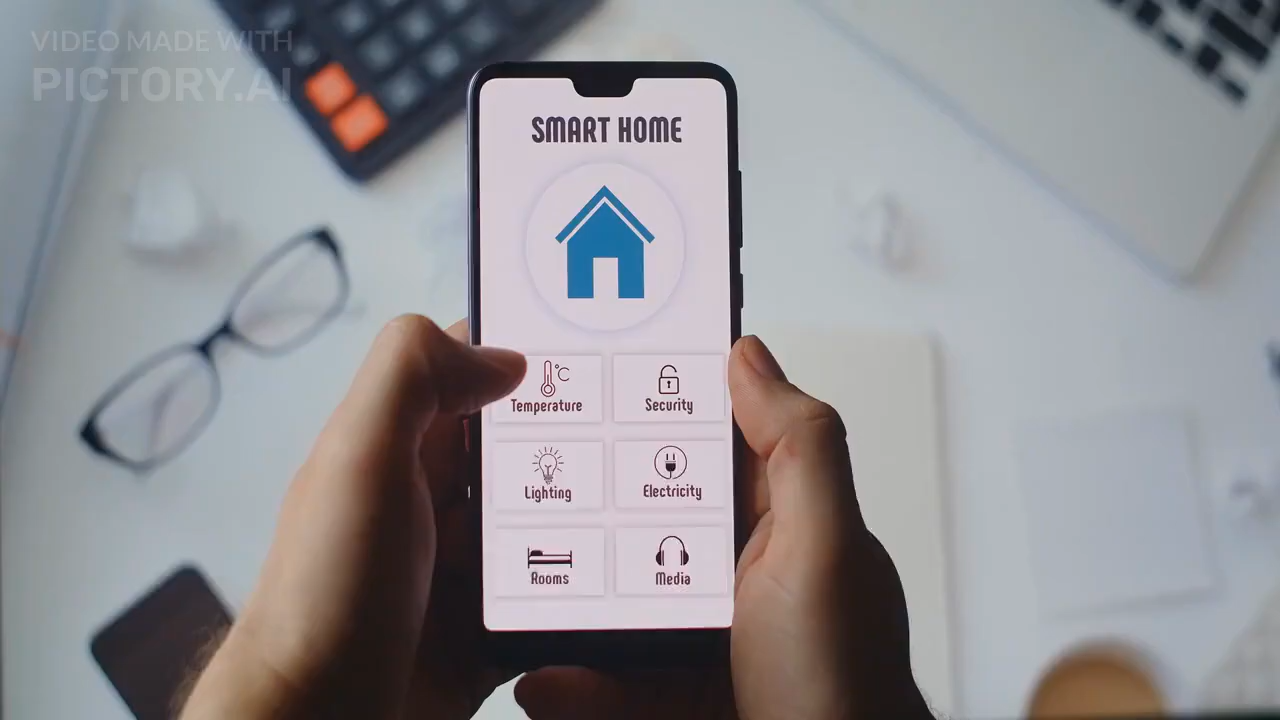 VIDEO MADE WITH
PICTORY.AI
SMART HOME
°C
Temperature
Security
Lighting
Electricity
Rooms
Media